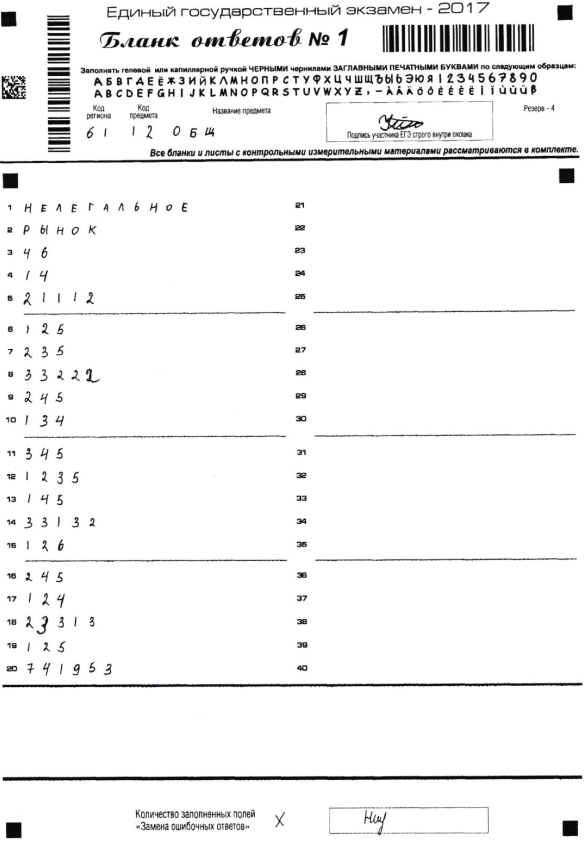 Единый государственный экзамен - 2017
Бланк ответов № 1
Заполнять гелевой или капиллярной ручкой ЧЕРНЫМИ чернилами ЗАГЛАВНЫМИ ПЕЧАТНЫМИ БУКВАМИ по следующим образцам:
АБВГДЕЁЖЗИЙКЛМНОПРСТУФХЦЧШЩЪЫЬЭЮЯ1234567890
ABCDEFGHIJKLMNOPQRSTUVWXYZ,-
Код региона Код предмета Название предмета Резерв - 4
61 12 ОБЩ
Подпись участника ЕГЭ строго внутри окошка
Все бланки и листы с контрольными измерительными материалами рассматриваются в комплекте.
1 НЕЛЕГАЛЬНОЕ 21
2 РЫНОК 22
3 46 23
4 14 24
5 21112 25
6 125 26
7 235 27
8 33222 28
9 245 29
10 134 30
11 345 31
12 1235 32
13 145 33
14 33132 34
15 126 35
16 245 36
17 124 37
18 23313 38
19 125 39
20 741953 40
Количество заполненных полей
«Замена ошибочных ответов» X